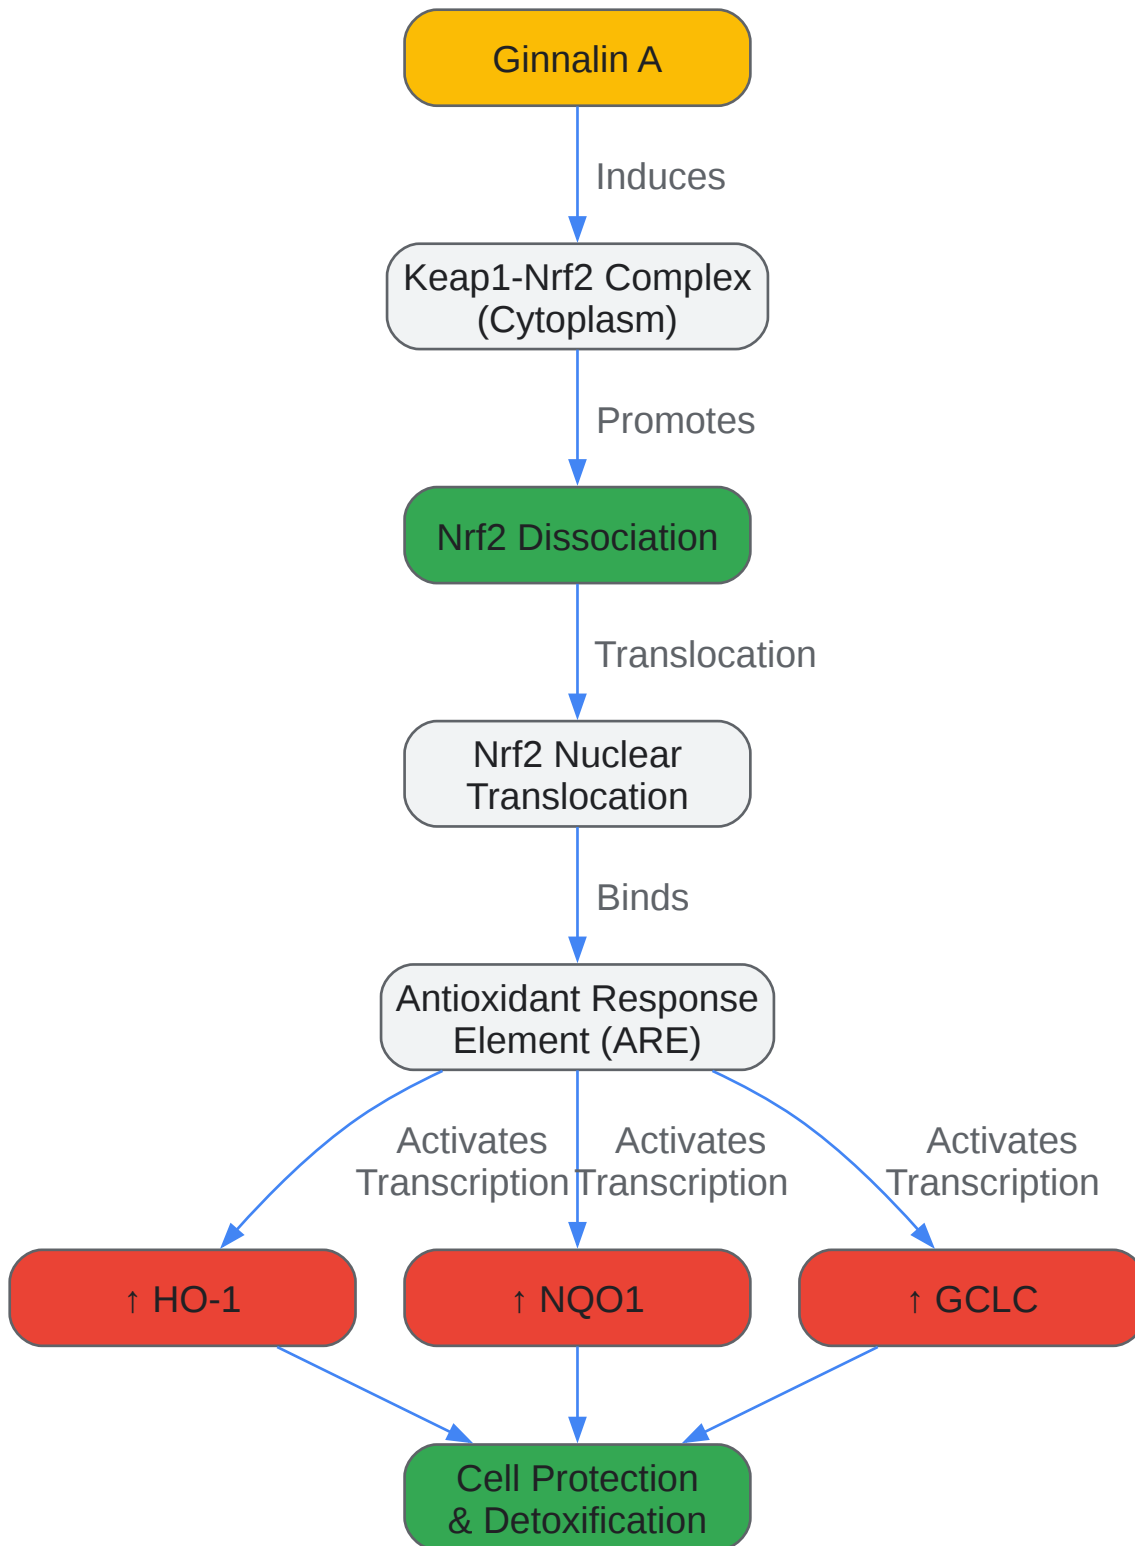 Ginnalin A
Induces
Keap1-Nrf2 Complex
(Cytoplasm)
Promotes
Nrf2 Dissociation
Translocation
Nrf2 Nuclear
Translocation
Binds
Antioxidant Response
Element (ARE)
Activates
Transcription
Activates
Transcription
Activates
Transcription
↑ HO-1
↑ NQO1
↑ GCLC
Cell Protection
& Detoxification